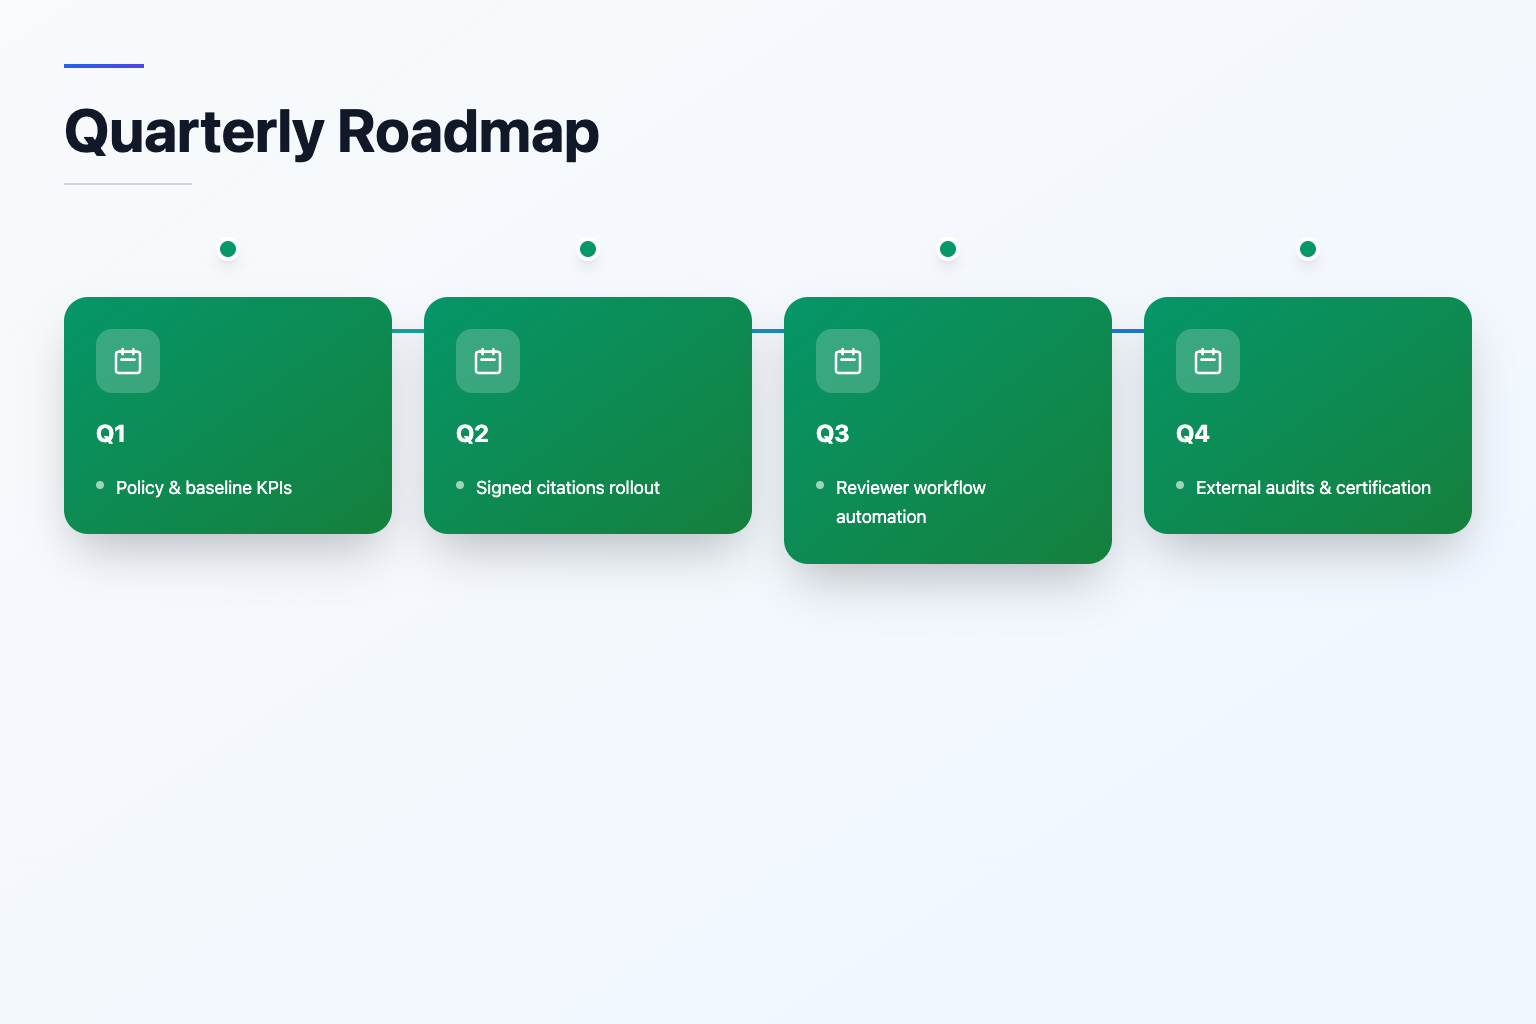 Quarterly Roadmap
Q1
Policy & baseline KPIs
Q2
Signed citations rollout
Q3
Reviewer workflow
automation
Q4
External audits & certification